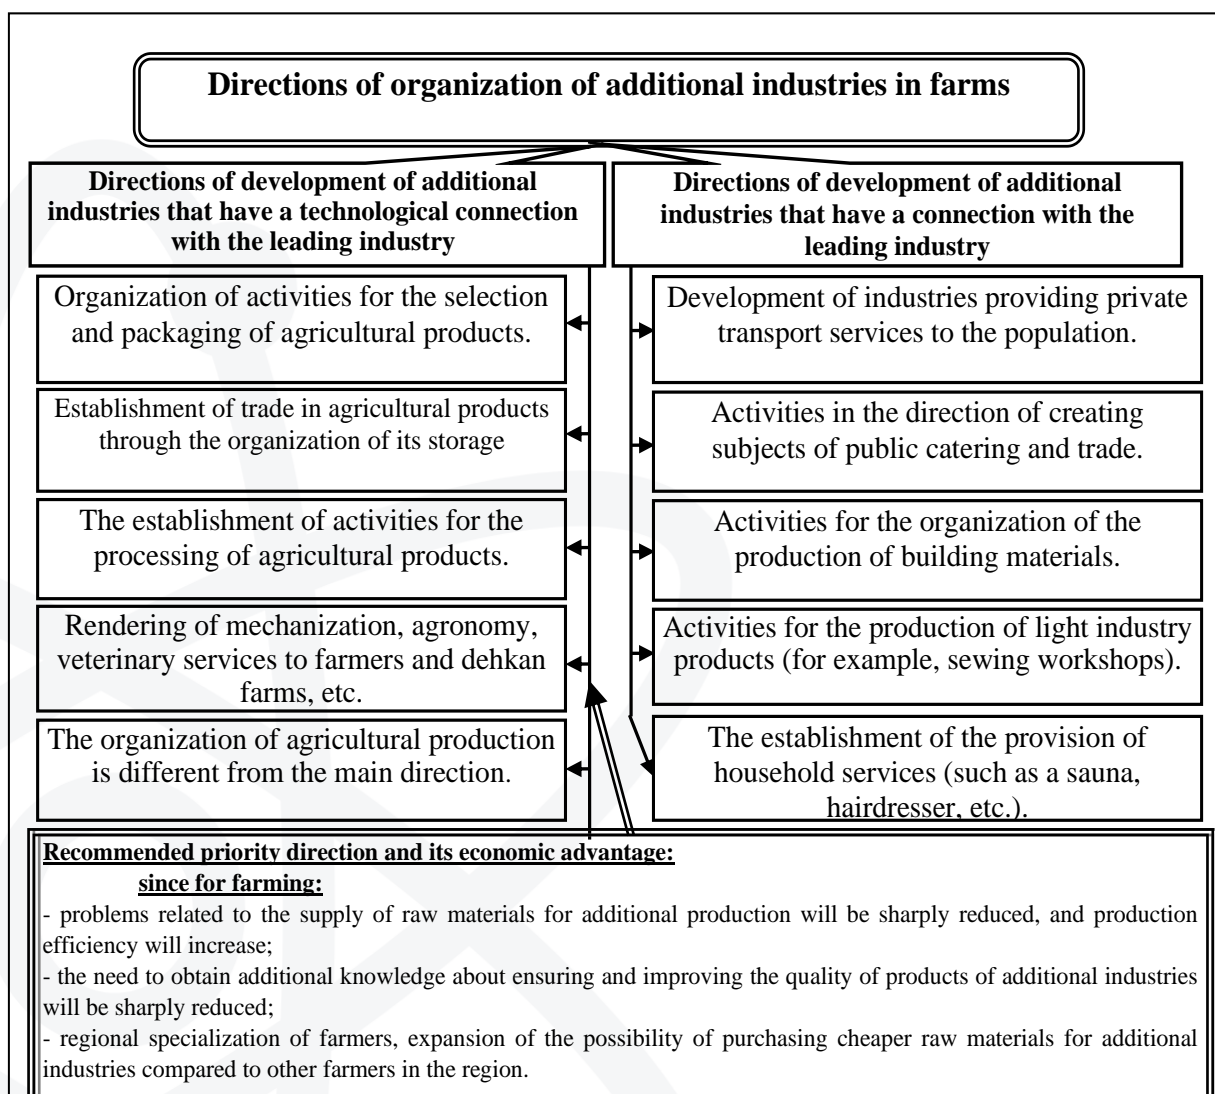 Directions of organization of additional industries in farms
Directions of development of additional
industries that have a technological connection
with the leading industry
Directions of development of additional
industries that have a connection with the
leading industry
Organization of activities for the selection
and packaging of agricultural products.
Establishment of trade in agricultural products
through the organization of its storage
The establishment of activities for the
processing of agricultural products.
Rendering of mechanization, agronomy,
veterinary services to farmers and dehkan
farms, etc.
The organization of agricultural production
is different from the main direction.
Development of industries providing private
transport services to the population.
Activities in the direction of creating
subjects of public catering and trade.
Activities for the organization of the
production of building materials.
Activities for the production of light industry
products (for example, sewing workshops).
The establishment of the provision of
household services (such as a sauna,
hairdresser, etc.).
Recommended priority direction and its economic advantage:
since for farming:
- problems related to the supply of raw materials for additional production will be sharply reduced, and production
efficiency will increase;
- the need to obtain additional knowledge about ensuring and improving the quality of products of additional industries
will be sharply reduced;
- regional specialization of farmers, expansion of the possibility of purchasing cheaper raw materials for additional
industries compared to other farmers in the region.